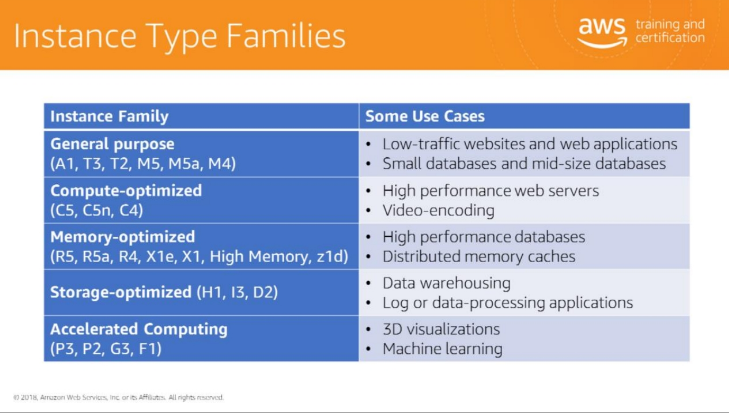 Instance Type Families
aws training and
certification
Instance Family
Some Use Cases
General purpose
(A1, T3, T2, M5, M5a, M4)
• Low-traffic websites and web applications
• Small databases and mid-size databases
Compute-optimized
(C5, C5n, C4)
• High performance web servers
• Video-encoding
Memory-optimized
(R5, R5a, R4, X1e, X1, High Memory, z1d)
• High performance databases
• Distributed memory caches
Storage-optimized (H1, I3, D2)
• Data warehousing
• Log or data-processing applications
Accelerated Computing
(P3, P2, G3, F1)
• 3D visualizations
• Machine learning
© 2018, Amazon Web Services, Inc. or its Affiliates. All rights reserved.